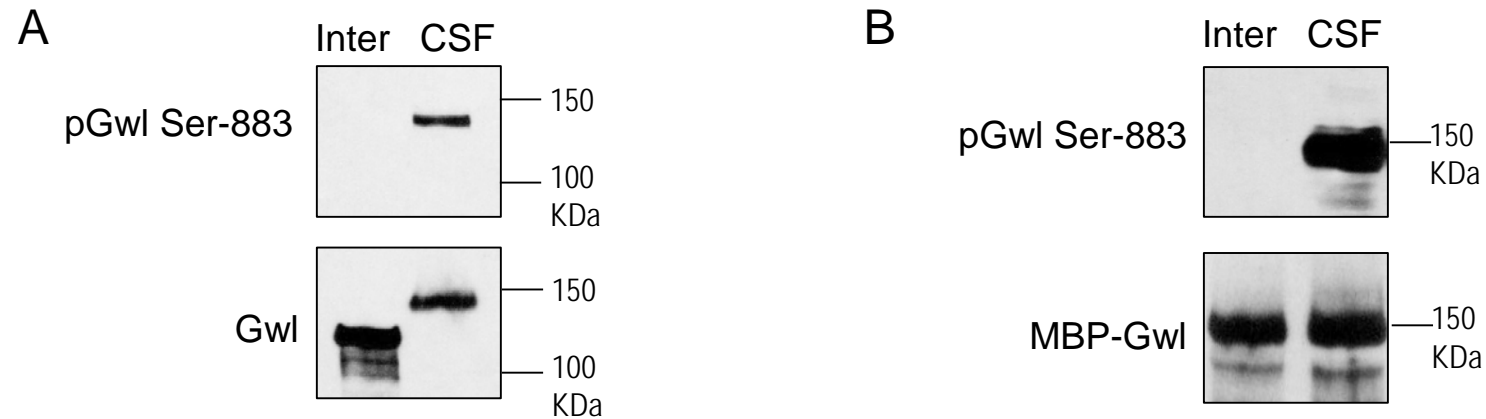 A
Inter CSF
pGwl Ser-883
150
100
KDa
Gwl
150
100
KDa
B
Inter CSF
pGwl Ser-883
150
KDa
MBP-Gwl
150
KDa